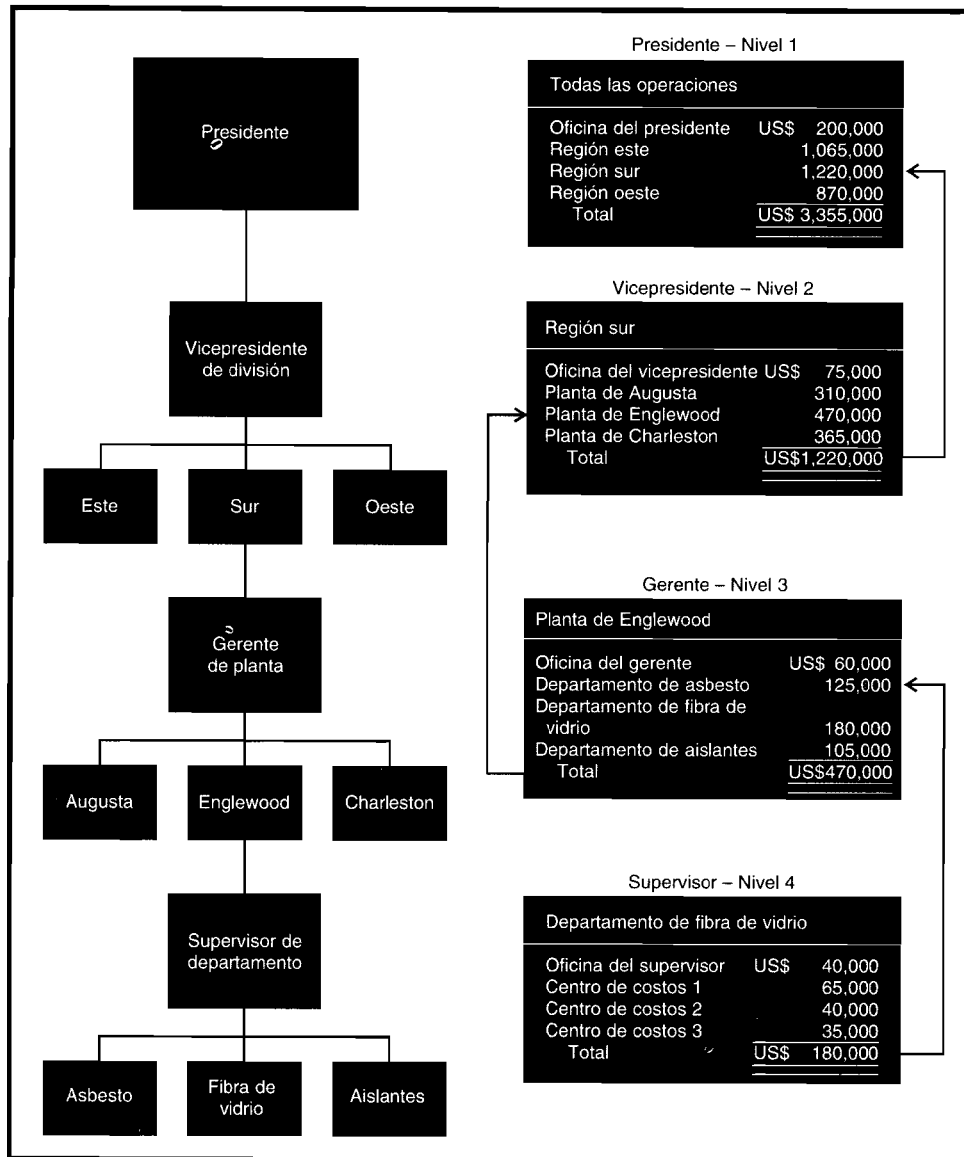 Presidente
Vicepresidente
de división
Este
Sur
Oeste
Gerente
de planta
Augusta
Englewood
Charleston
Supervisor de
departamento
Asbesto
Fibra de
vidrio
Aislantes
Presidente – Nivel 1
Todas las operaciones
Oficina del presidente US$ 200,000
Región este 1,065,000
Región sur 1,220,000
Región oeste 870,000
Total US$ 3,355,000
Vicepresidente – Nivel 2
Región sur
Oficina del vicepresidente US$ 75,000
Planta de Augusta 310,000
Planta de Englewood 470,000
Planta de Charleston 365,000
Total US$1,220,000
Gerente – Nivel 3
Planta de Englewood
Oficina del gerente US$ 60,000
Departamento de asbesto 125,000
Departamento de fibra de
vidrio 180,000
Departamento de aislantes 105,000
Total US$470,000
Supervisor – Nivel 4
Departamento de fibra de vidrio
Oficina del supervisor US$ 40,000
Centro de costos 1 65,000
Centro de costos 2 40,000
Centro de costos 3 35,000
Total US$ 180,000